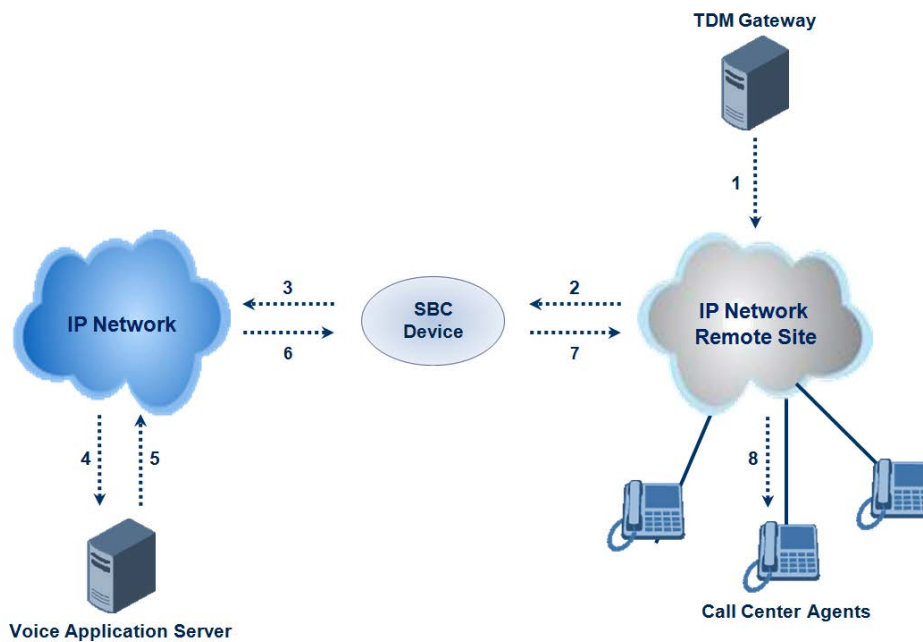 TDM Gateway
1
3
2
IP Network
SBC
Device
IP Network
Remote Site
6
7
4
5
8
Voice Application Server
Call Center Agents